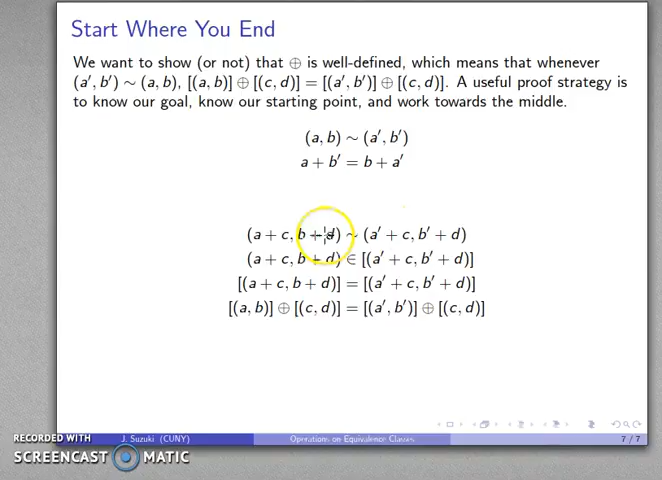 Start Where You End
We want to show (or not) that ⊕ is well-defined, which means that whenever
(a′, b′) ∼ (a, b), [(a, b)] ⊕ [(c, d)] = [(a′, b′)] ⊕ [(c, d)]. A useful proof strategy is
to know our goal, know our starting point, and work towards the middle.
(a, b) ∼ (a′, b′)
a + b′ = b + a′
(a + c, b + d) ∼ (a′ + c, b′ + d)
(a + c, b + d) ∈ [(a′ + c, b′ + d)]
[(a + c, b + d)] = [(a′ + c, b′ + d)]
[(a, b)] ⊕ [(c, d)] = [(a′, b′)] ⊕ [(c, d)]
RECORDED WITH
SCREENCAST MATIC
J. Suzuki (CUNY)
Operations on Equivalence Classes
7 / 7